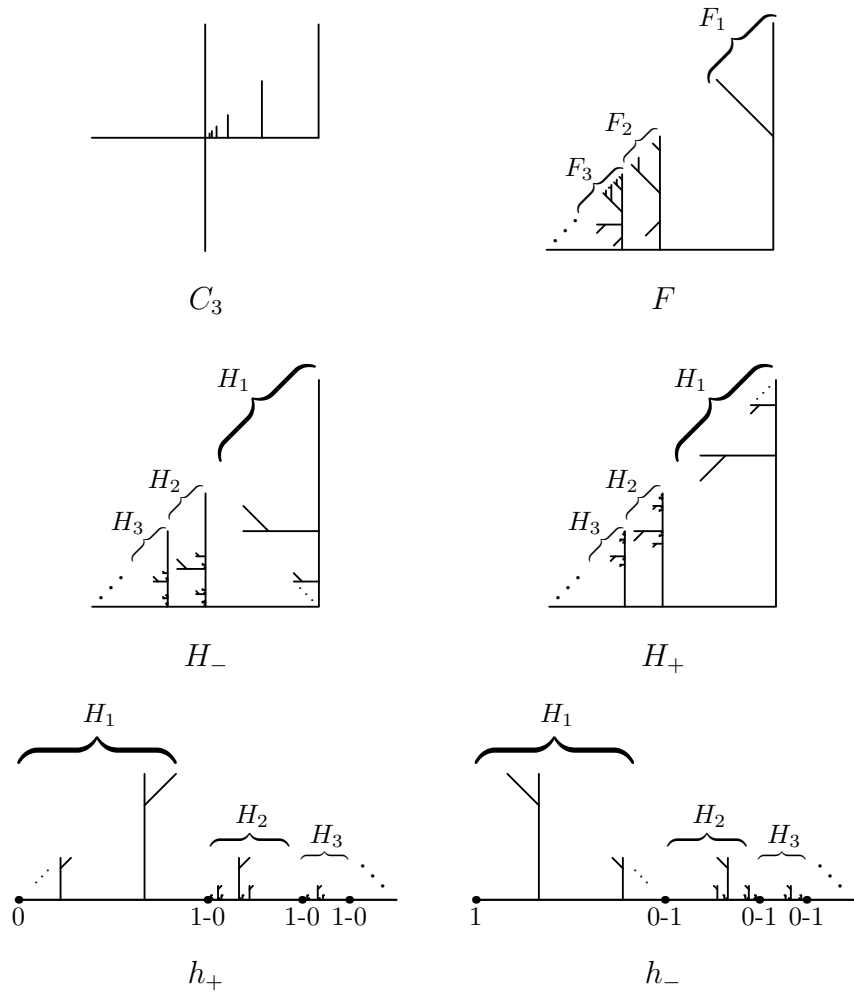 F₁
F₂
F₃
C₃ F
H₁ H₁
H₂ H₂
H₃ H₃
H₋ H₊
H₁ H₁
H₂ H₂
H₃ H₃
0 1-0 1-0 1-0 1 0-1 0-1 0-1
h₊ h₋